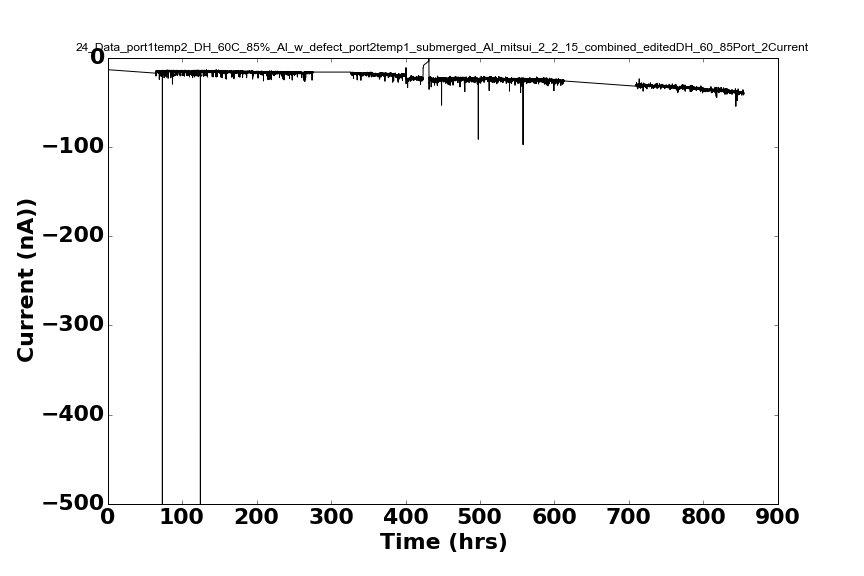 24_Data_port1temp2_DH_60C_85%_Al_w_defect_port2temp1_submerged_Al_mitsui_2_2_15_combined_editedDH_60_85Port_2Current
0
−100
−200
−300
−400
−500
Current (nA))
0 100 200 300 400 500 600 700 800 900
Time (hrs)